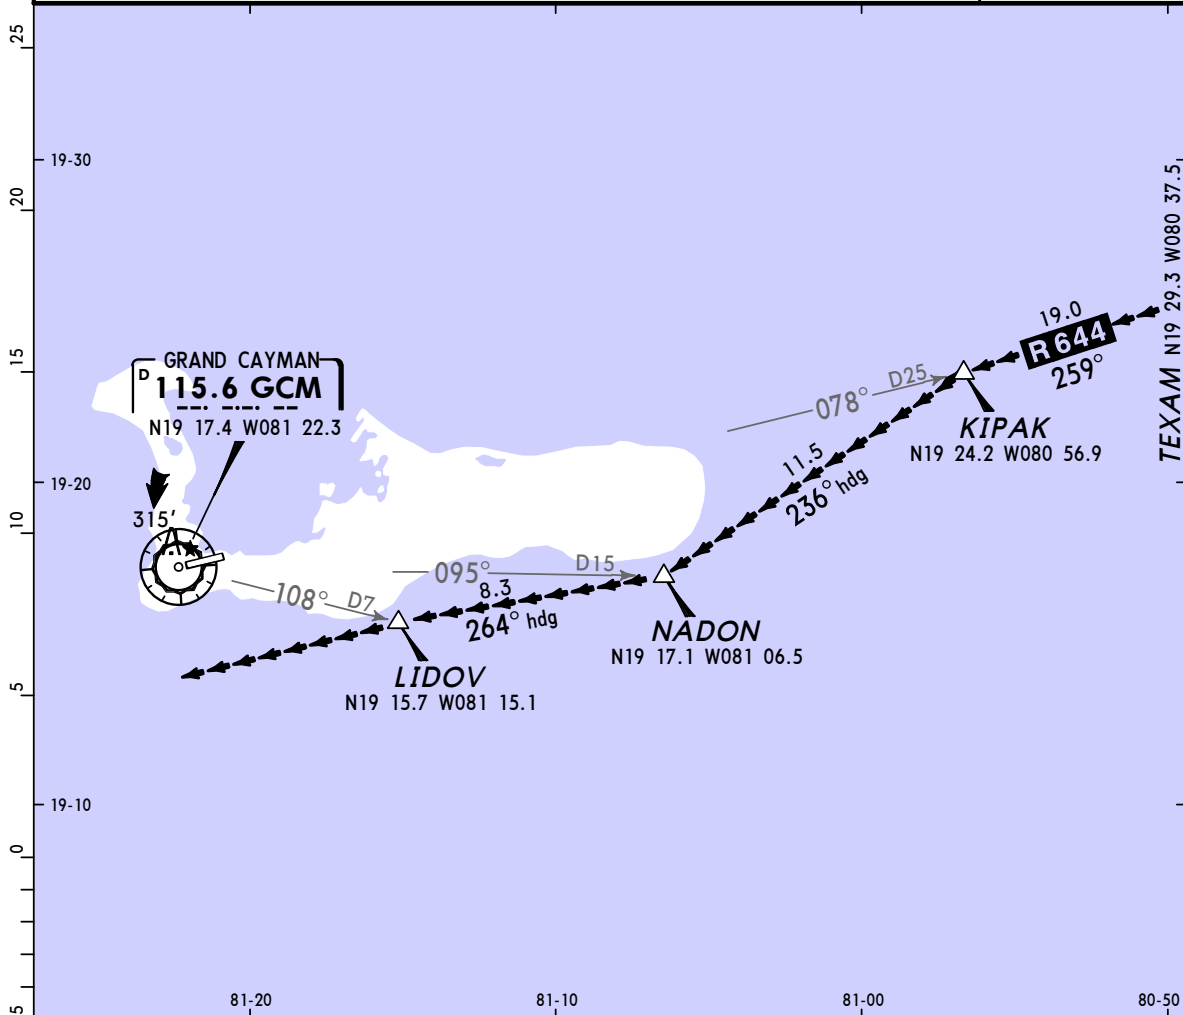 25
19-30
20
TEXAM N19 29.3 W080 37.5
19.0
R 644
259°
15
GRAND CAYMAN
D 115.6 GCM
N19 17.4 W081 22.3
078° D25
KIPAK
N19 24.2 W080 56.9
11.5
236° hdg
19-20
315'
10
095° D15
8.3
264° hdg
108° D7
NADON
N19 17.1 W081 06.5
LIDOV
N19 15.7 W081 15.1
5
19-10
0
5
81-20 81-10 81-00 80-50